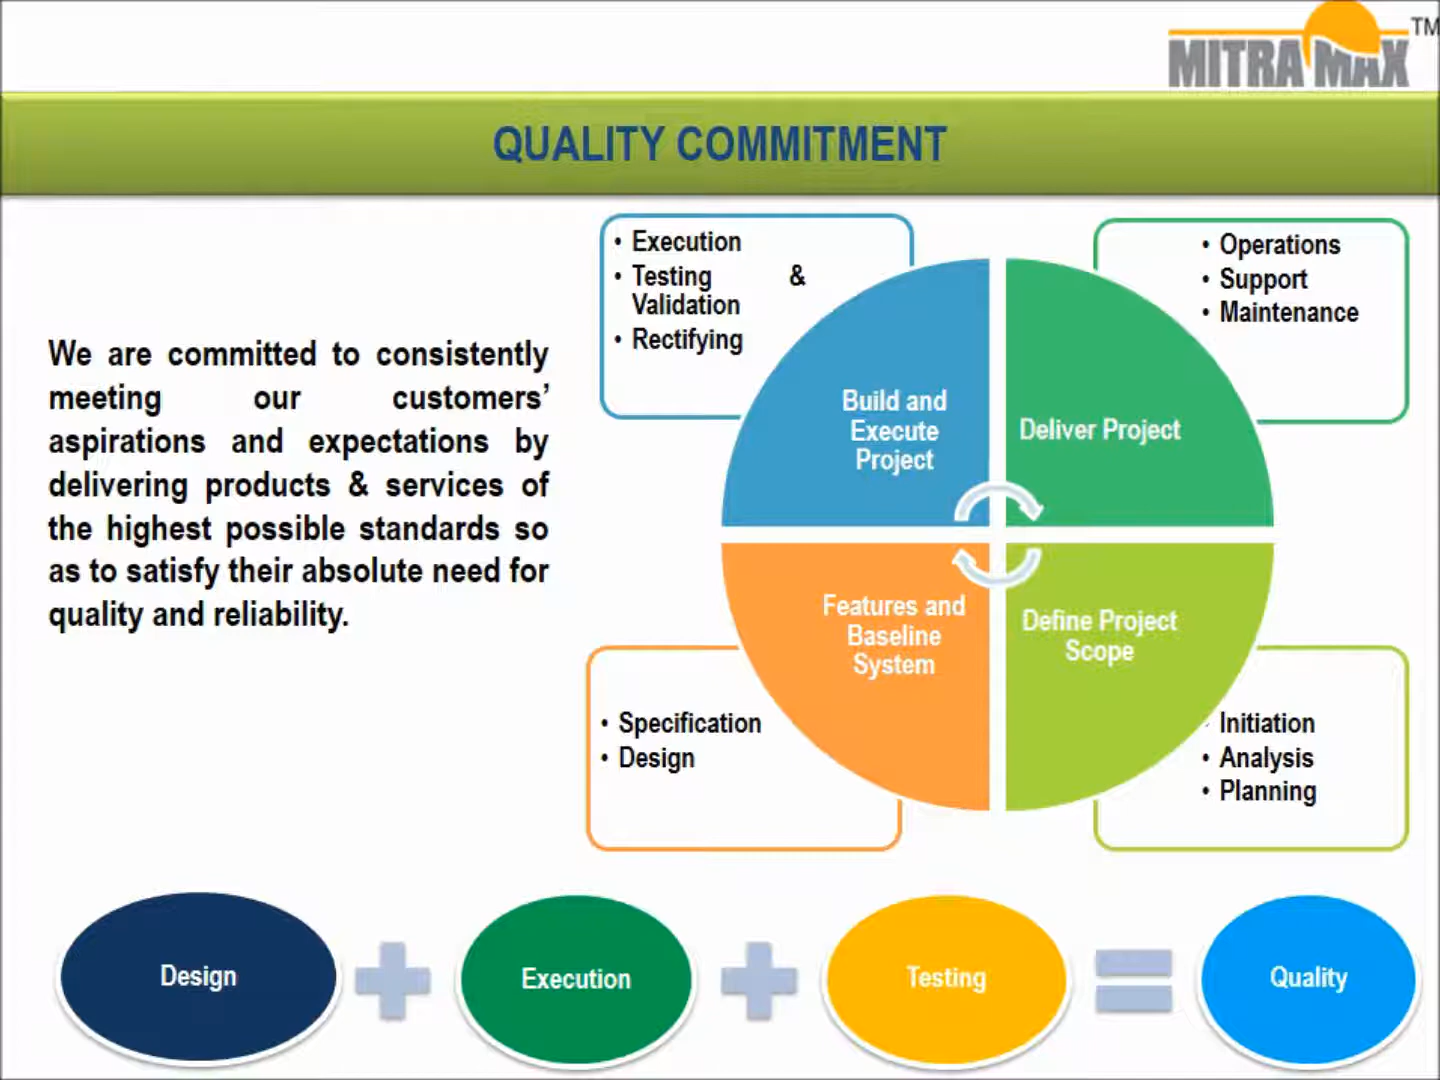 MITRA MAX TM
QUALITY COMMITMENT
We are committed to consistently
meeting our customers’
aspirations and expectations by
delivering products & services of
the highest possible standards so
as to satisfy their absolute need for
quality and reliability.
• Execution
• Testing &
Validation
• Rectifying
• Operations
• Support
• Maintenance
Build and
Execute
Project
Deliver Project
Features and
Baseline
System
Define Project
Scope
• Specification
• Design
• Initiation
• Analysis
• Planning
Design
Execution
Testing
Quality